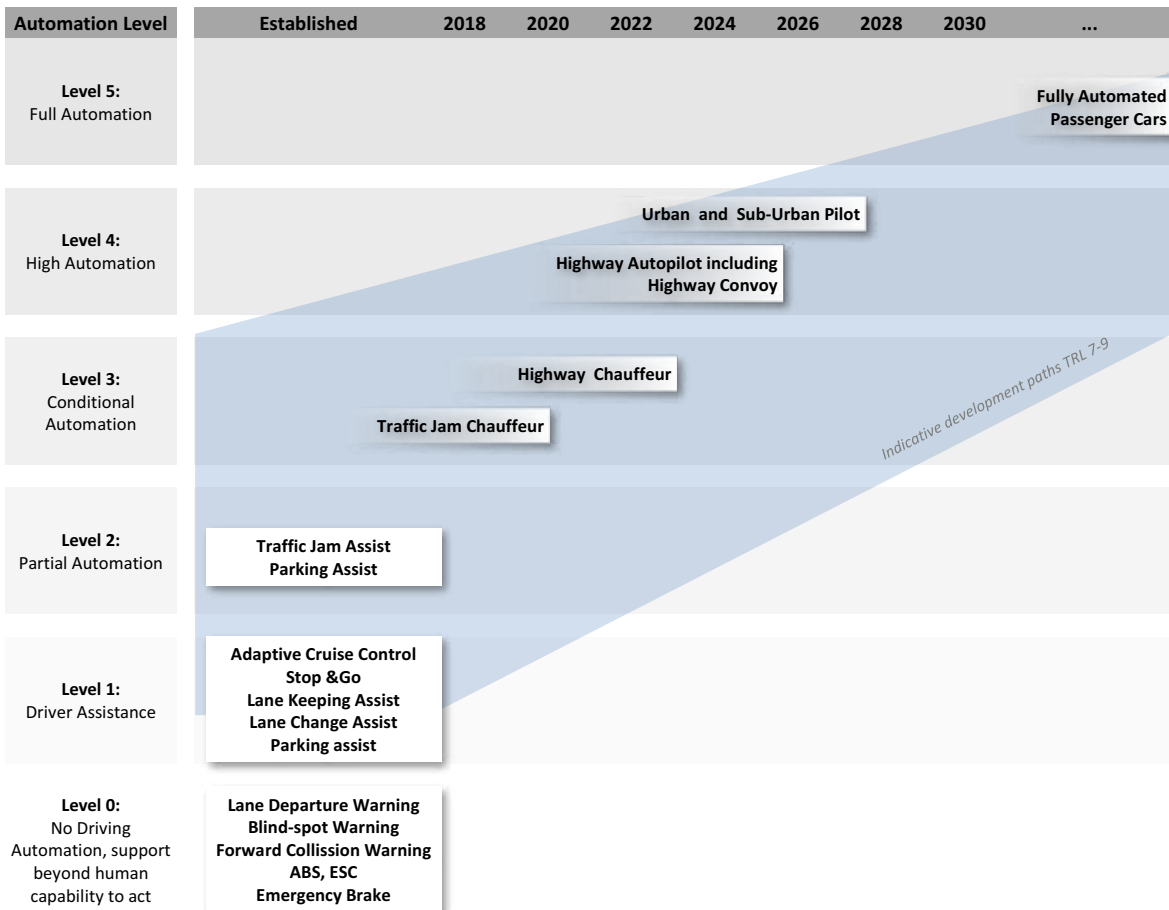 Automation Level Established 2018 2020 2022 2024 2026 2028 2030 ...
Level 5:
Full Automation
Fully Automated
Passenger Cars
Level 4:
High Automation
Urban and Sub-Urban Pilot
Highway Autopilot including
Highway Convoy
Level 3:
Conditional
Automation
Highway Chauffeur
Traffic Jam Chauffeur
Indicative development paths TRL 7-9
Level 2:
Partial Automation
Traffic Jam Assist
Parking Assist
Level 1:
Driver Assistance
Adaptive Cruise Control
Stop &Go
Lane Keeping Assist
Lane Change Assist
Parking assist
Level 0:
No Driving
Automation, support
beyond human
capability to act
Lane Departure Warning
Blind-spot Warning
Forward Collission Warning
ABS, ESC
Emergency Brake